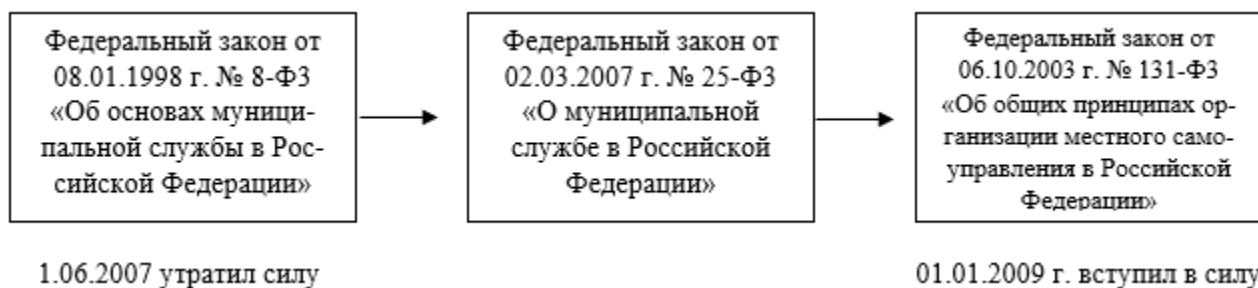 Федеральный закон от
08.01.1998 г. № 8-ФЗ
«Об основах муници-
пальной службы в Рос-
сийской Федерации»
Федеральный закон от
02.03.2007 г. № 25-ФЗ
«О муниципальной
службе в Российской
Федерации»
Федеральный закон от
06.10.2003 г. № 131-ФЗ
«Об общих принципах ор-
ганизации местного само-
управления в Российской
Федерации»
1.06.2007 утратил силу
01.01.2009 г. вступил в силу